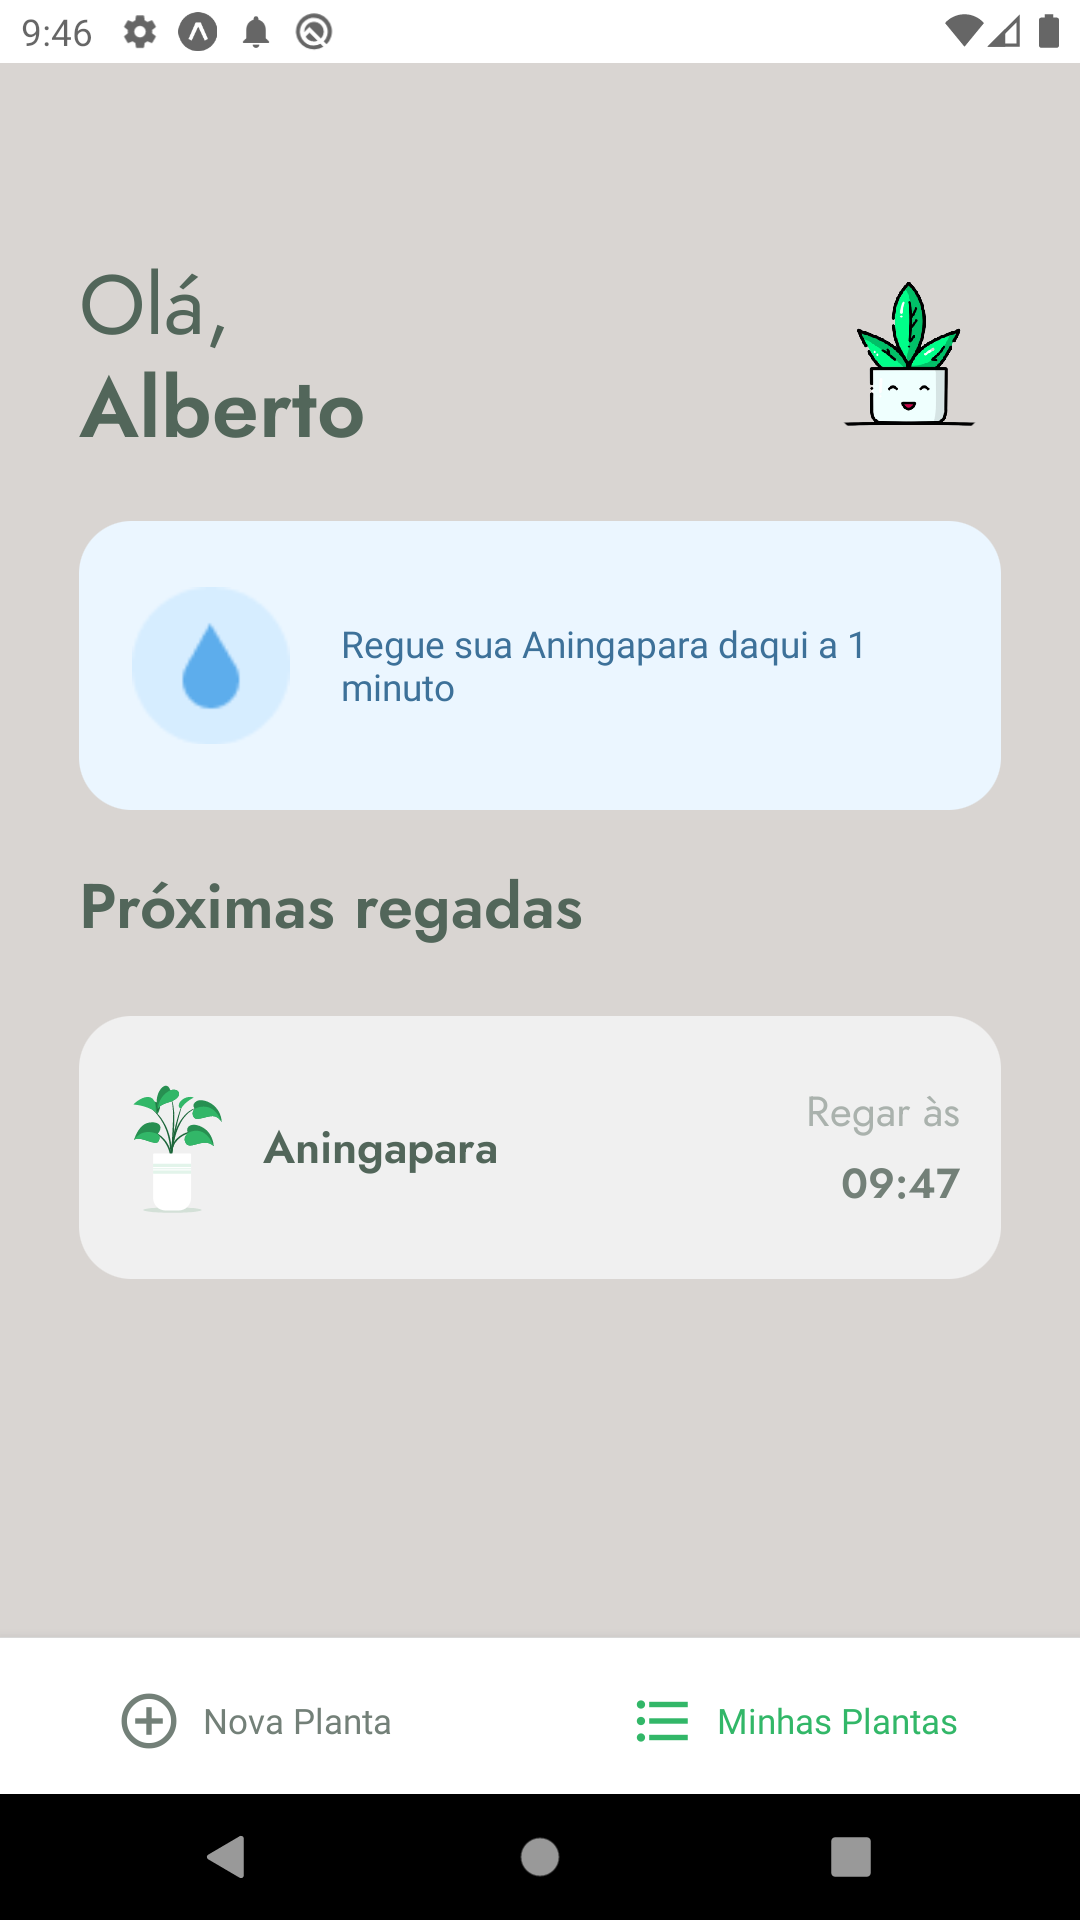 9:46
Olá,
Alberto
Regue sua Aningapara daqui a 1
minuto
Próximas regadas
Aningapara
Regar às
09:47
Nova Planta
Minhas Plantas